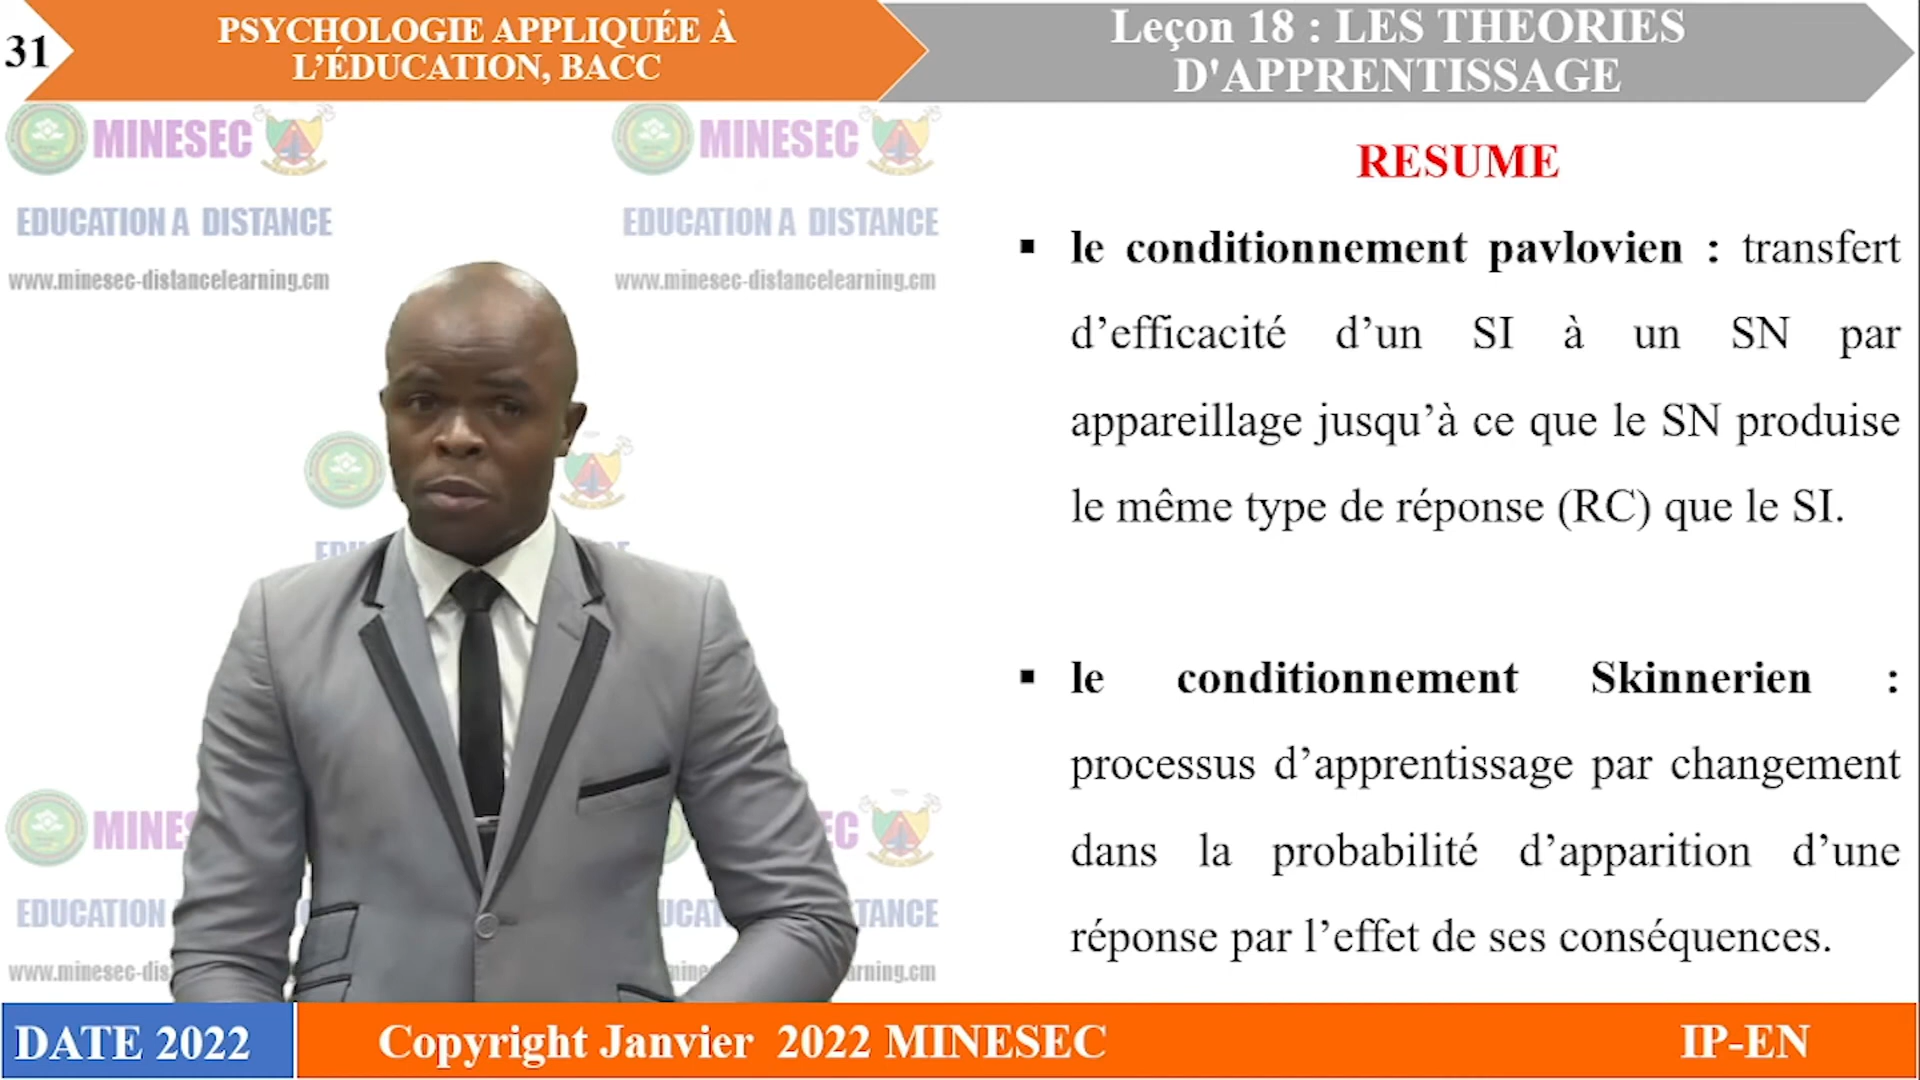 31
PSYCHOLOGIE APPLIQUÉE À
L’ÉDUCATION, BACC
Leçon 18 : LES THEORIES
D'APPRENTISSAGE
MINESEC
EDUCATION A DISTANCE
www.minesec-distancelearning.cm
MINESEC
EDUCATION A DISTANCE
www.minesec-distancelearning.cm
RESUME
▪ le conditionnement pavlovien : transfert
d’efficacité d’un SI à un SN par
appareillage jusqu’à ce que le SN produise
le même type de réponse (RC) que le SI.
▪ le conditionnement Skinnerien :
processus d’apprentissage par changement
dans la probabilité d’apparition d’une
réponse par l’effet de ses conséquences.
DATE 2022
Copyright Janvier 2022 MINESEC
IP-EN